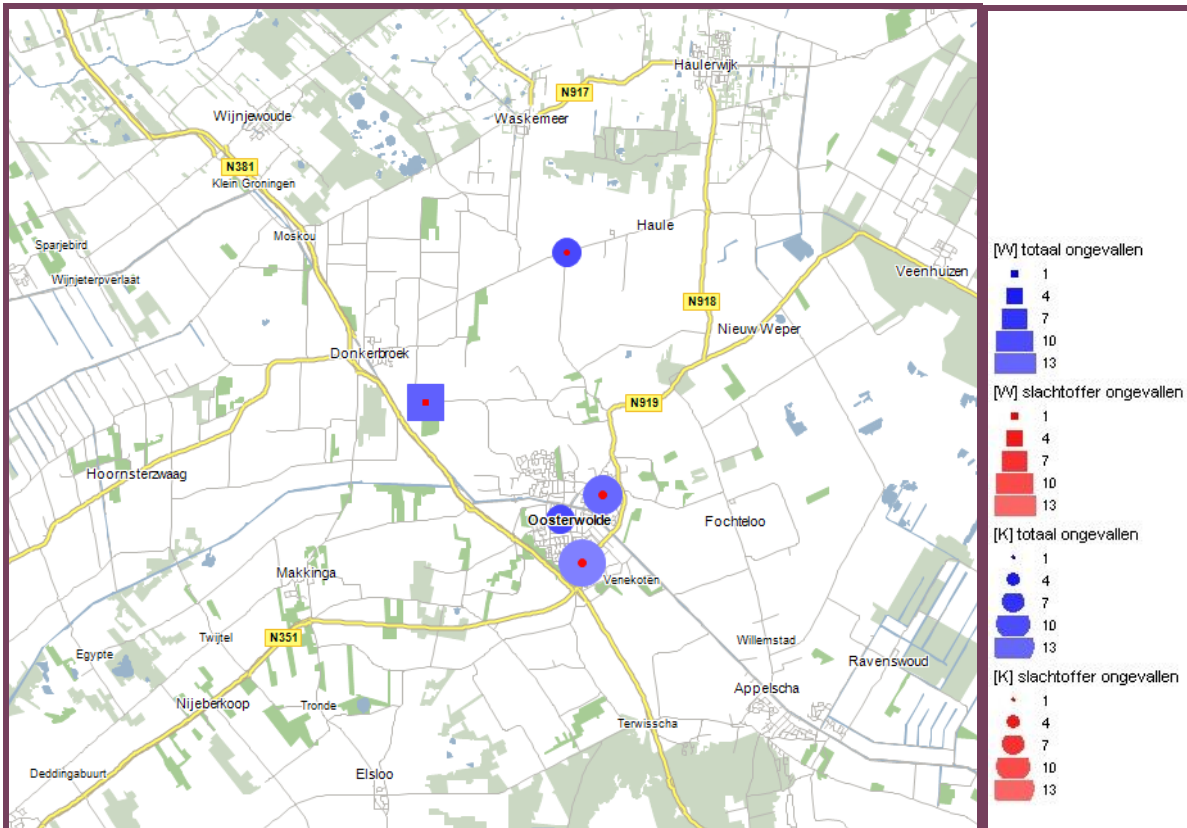 Haulerwijk
N917
Wijnjewoude
Waskemeer
N381
Klein Groningen
Haule
Moskou
Sparjebird
Wijnjeterpverlaat
Veenhuizen
N918
Nieuw Weper
Donkerbroek
N919
Hoornsterzwaag
Oosterwolde
Fochteloo
Makkinga
Venekoten
Twijtel
N351
Willemstad
Egypte
Ravenswoud
Appelscha
Nijeberkoop
Tronde
Terwisscha
Deddingabuurt
Elsloo
[W] totaal ongevallen
1
4
7
10
13
[W] slachtoffer ongevallen
1
4
7
10
13
[K] totaal ongevallen
1
4
7
10
13
[K] slachtoffer ongevallen
1
4
7
10
13